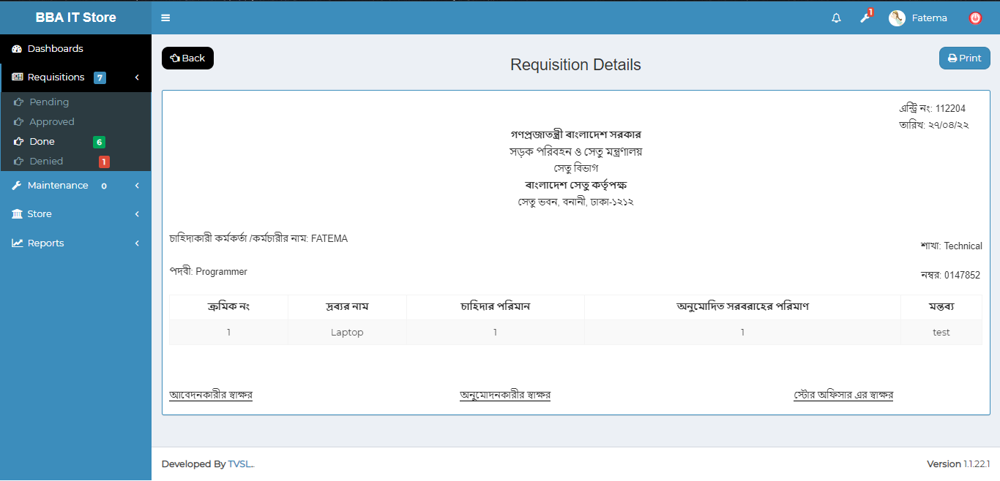 BBA IT Store
1
Fatema
Dashboards
Requisitions 7
Pending
Approved
Done 6
Denied 1
Maintenance 0
Store
Reports
Back
Requisition Details
Print
এন্ট্রি নং: 112204
তারিখ: ২৭/০৪/২২
গণপ্রজাতন্ত্রী বাংলাদেশ সরকার
সড়ক পরিবহন ও সেতু মন্ত্রণালয়
সেতু বিভাগ
বাংলাদেশ সেতু কর্তৃপক্ষ
সেতু ভবন, বনানী, ঢাকা-১২১২
চাহিদাকারী কর্মকর্তা /কর্মচারীর নাম: FATEMA
শাখা: Technical
পদবী: Programmer
নম্বর: 0147852
ক্রমিক নং দ্রব্যর নাম চাহিদার পরিমান অনুমোদিত সরবরাহের পরিমাণ মন্তব্য
1 Laptop 1 1 test
আবেদনকারীর স্বাক্ষর অনুমোদনকারীর স্বাক্ষর স্টোর অফিসার এর স্বাক্ষর
Developed By TVSL.. Version 1.1.22.1